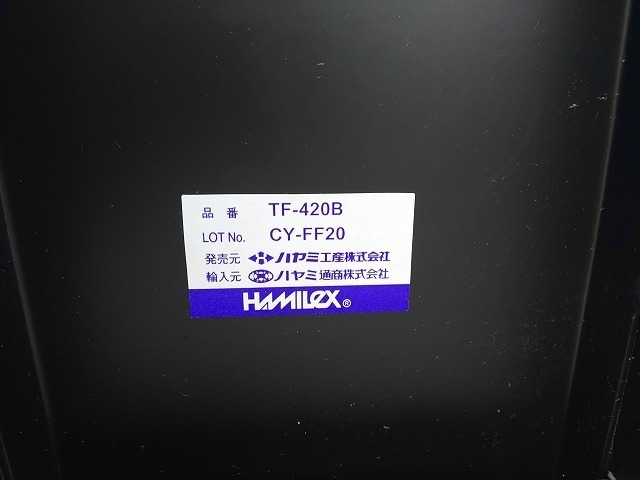 品番 TF-420B
LOT No. CY-FF20
発売元 ハヤミ工産株式会社
輸入元 ハヤミ通商株式会社
HAMILEX®